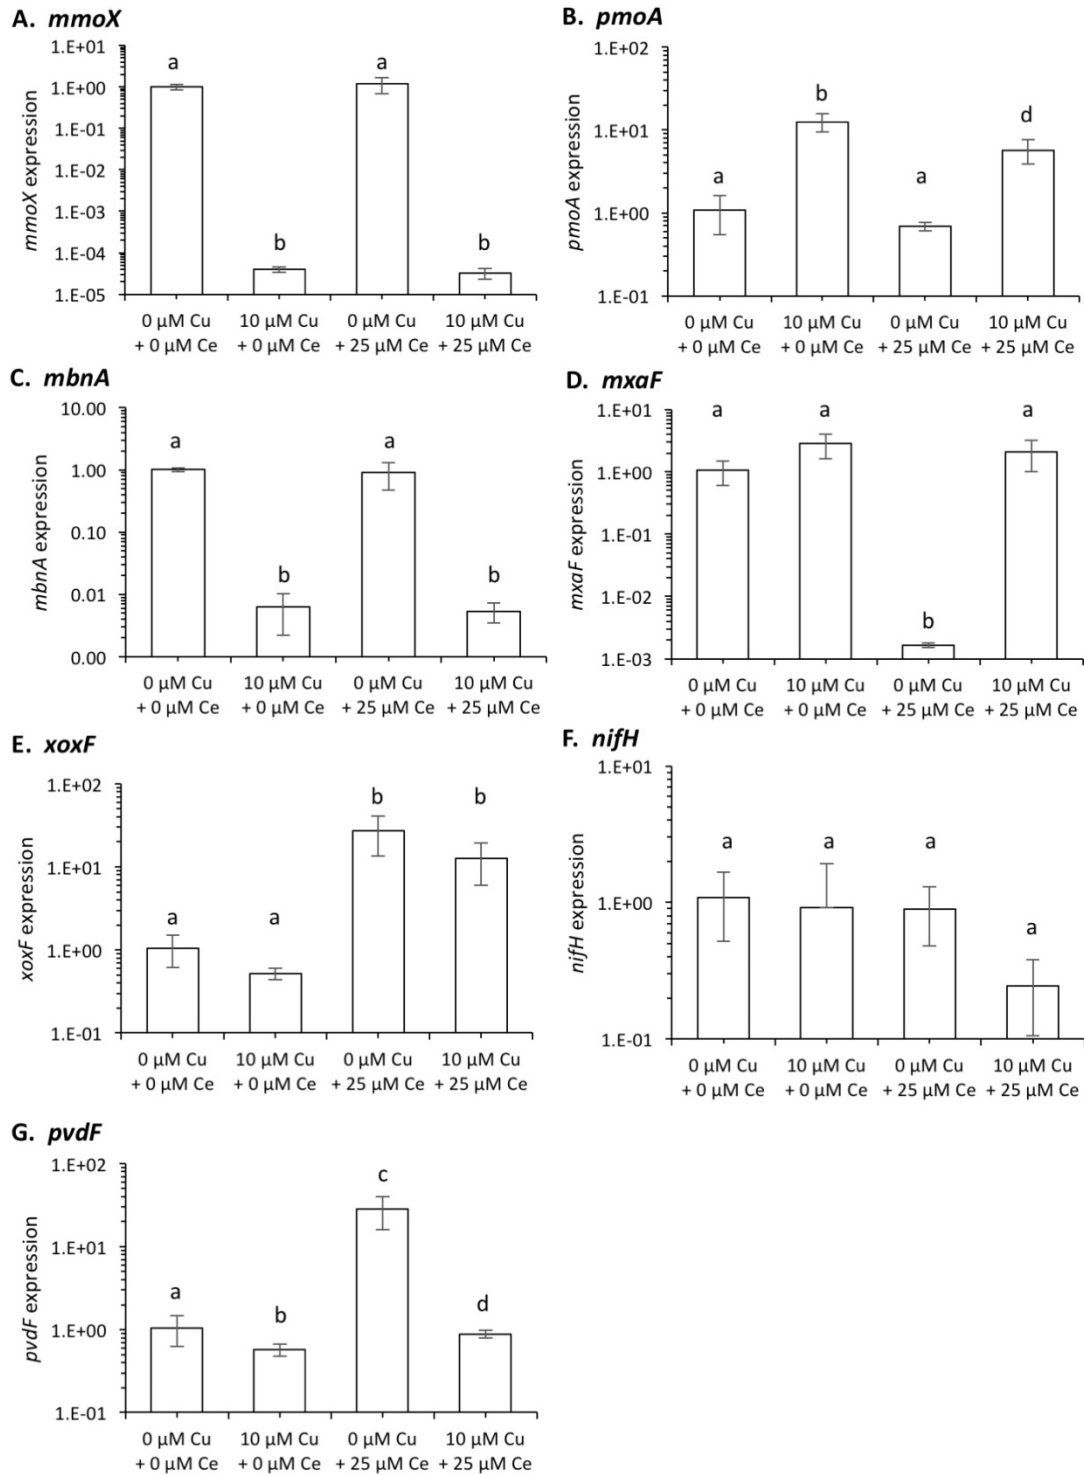 A. mmoX
1.E+01
1.E+00
1.E-01
1.E-02
1.E-03
1.E-04
1.E-05
mmoX expression
a
b
a
b
0 µM Cu 10 µM Cu 0 µM Cu 10 µM Cu
+ 0 µM Ce + 0 µM Ce + 25 µM Ce + 25 µM Ce
B. pmoA
1.E+02
1.E+01
1.E+00
1.E-01
pmoA expression
a
b
a
d
0 µM Cu 10 µM Cu 0 µM Cu 10 µM Cu
+ 0 µM Ce + 0 µM Ce + 25 µM Ce + 25 µM Ce
C. mbnA
10.00
1.00
0.10
0.01
0.00
mbnA expression
a
b
a
b
0 µM Cu 10 µM Cu 0 µM Cu 10 µM Cu
+ 0 µM Ce + 0 µM Ce + 25 µM Ce + 25 µM Ce
D. mxaF
1.E+01
1.E+00
1.E-01
1.E-02
1.E-03
mxaF expression
a
a
b
a
0 µM Cu 10 µM Cu 0 µM Cu 10 µM Cu
+ 0 µM Ce + 0 µM Ce + 25 µM Ce + 25 µM Ce
E. xoxF
1.E+02
1.E+01
1.E+00
1.E-01
xoxF expression
a
a
b
b
0 µM Cu 10 µM Cu 0 µM Cu 10 µM Cu
+ 0 µM Ce + 0 µM Ce + 25 µM Ce + 25 µM Ce
F. nifH
1.E+01
1.E+00
1.E-01
nifH expression
a
a
a
a
0 µM Cu 10 µM Cu 0 µM Cu 10 µM Cu
+ 0 µM Ce + 0 µM Ce + 25 µM Ce + 25 µM Ce
G. pvdF
1.E+02
1.E+01
1.E+00
1.E-01
pvdF expression
a
b
c
d
0 µM Cu 10 µM Cu 0 µM Cu 10 µM Cu
+ 0 µM Ce + 0 µM Ce + 25 µM Ce + 25 µM Ce